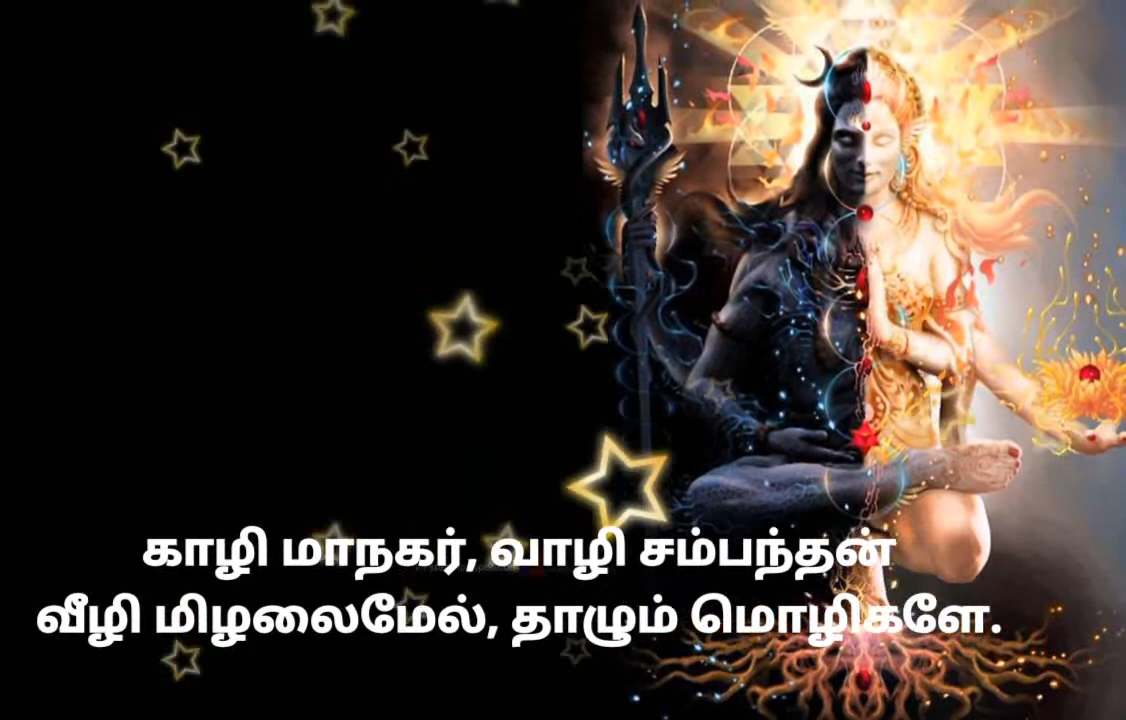 காழி மாநகர், வாழி சம்பந்தன்
வீழி மிழலைமேல், தாழும் மொழிகளே.